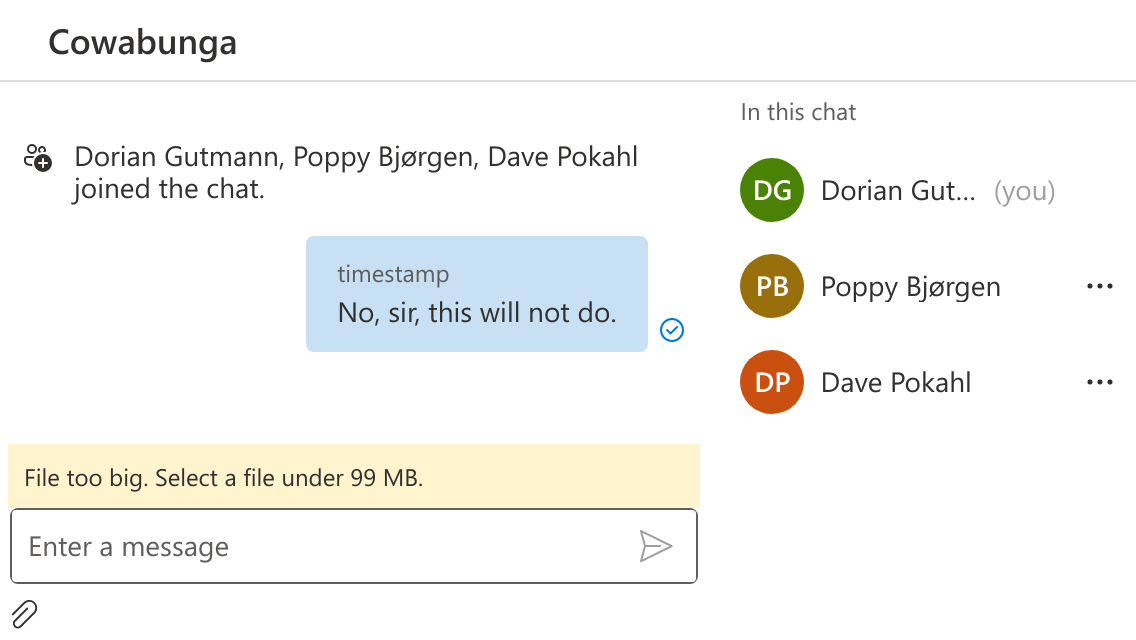 Cowabunga
Dorian Gutmann, Poppy Bjørgen, Dave Pokahl
joined the chat.
timestamp
No, sir, this will not do.
File too big. Select a file under 99 MB.
Enter a message
In this chat
DG Dorian Gut... (you)
PB Poppy Bjørgen
DP Dave Pokahl